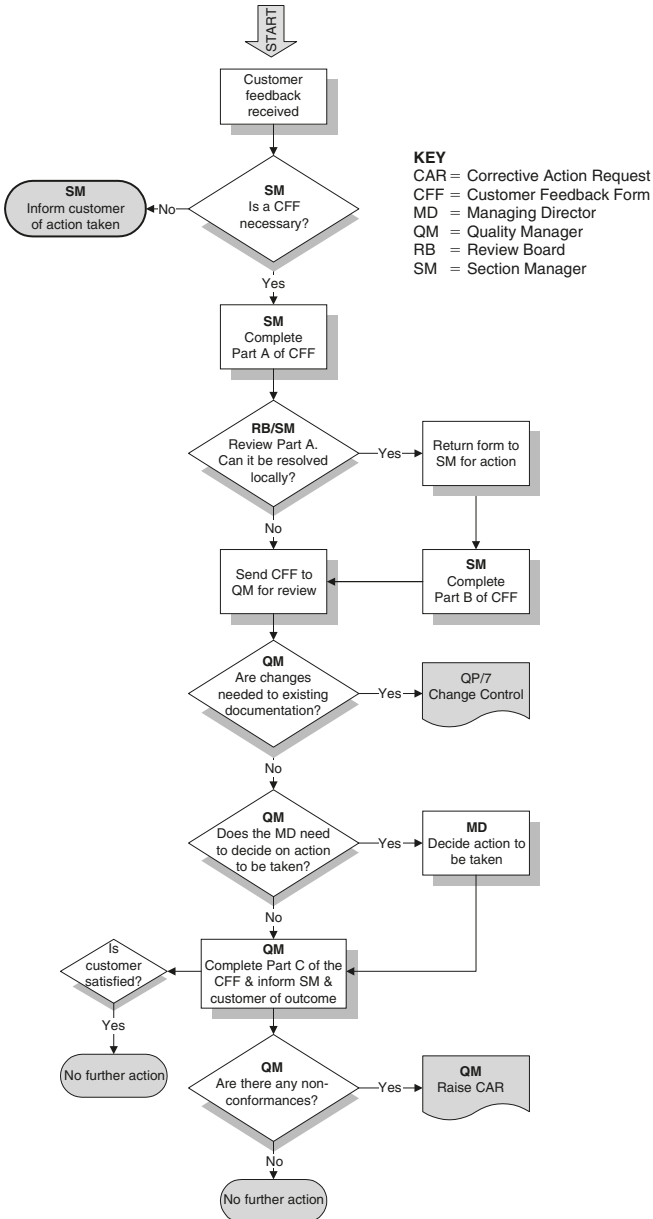 START
Customer
feedback
received
KEY
CAR = Corrective Action Request
CFF = Customer Feedback Form
MD = Managing Director
QM = Quality Manager
RB = Review Board
SM = Section Manager
SM
Is a CFF
necessary?
No
SM
Inform customer
of action taken
Yes
SM
Complete
Part A of CFF
RB/SM
Review Part A.
Can it be resolved
locally?
Yes
Return form to
SM for action
No
SM
Complete
Part B of CFF
Send CFF to
QM for review
QM
Are changes
needed to existing
documentation?
Yes
QP/7
Change Control
No
QM
Does the MD need
to decide on action
to be taken?
Yes
MD
Decide action to
be taken
No
QM
Complete Part C of the
CFF & inform SM &
customer of outcome
Is
customer
satisfied?
Yes
No further action
QM
Are there any non-
conformances?
Yes
QM
Raise CAR
No
No further action